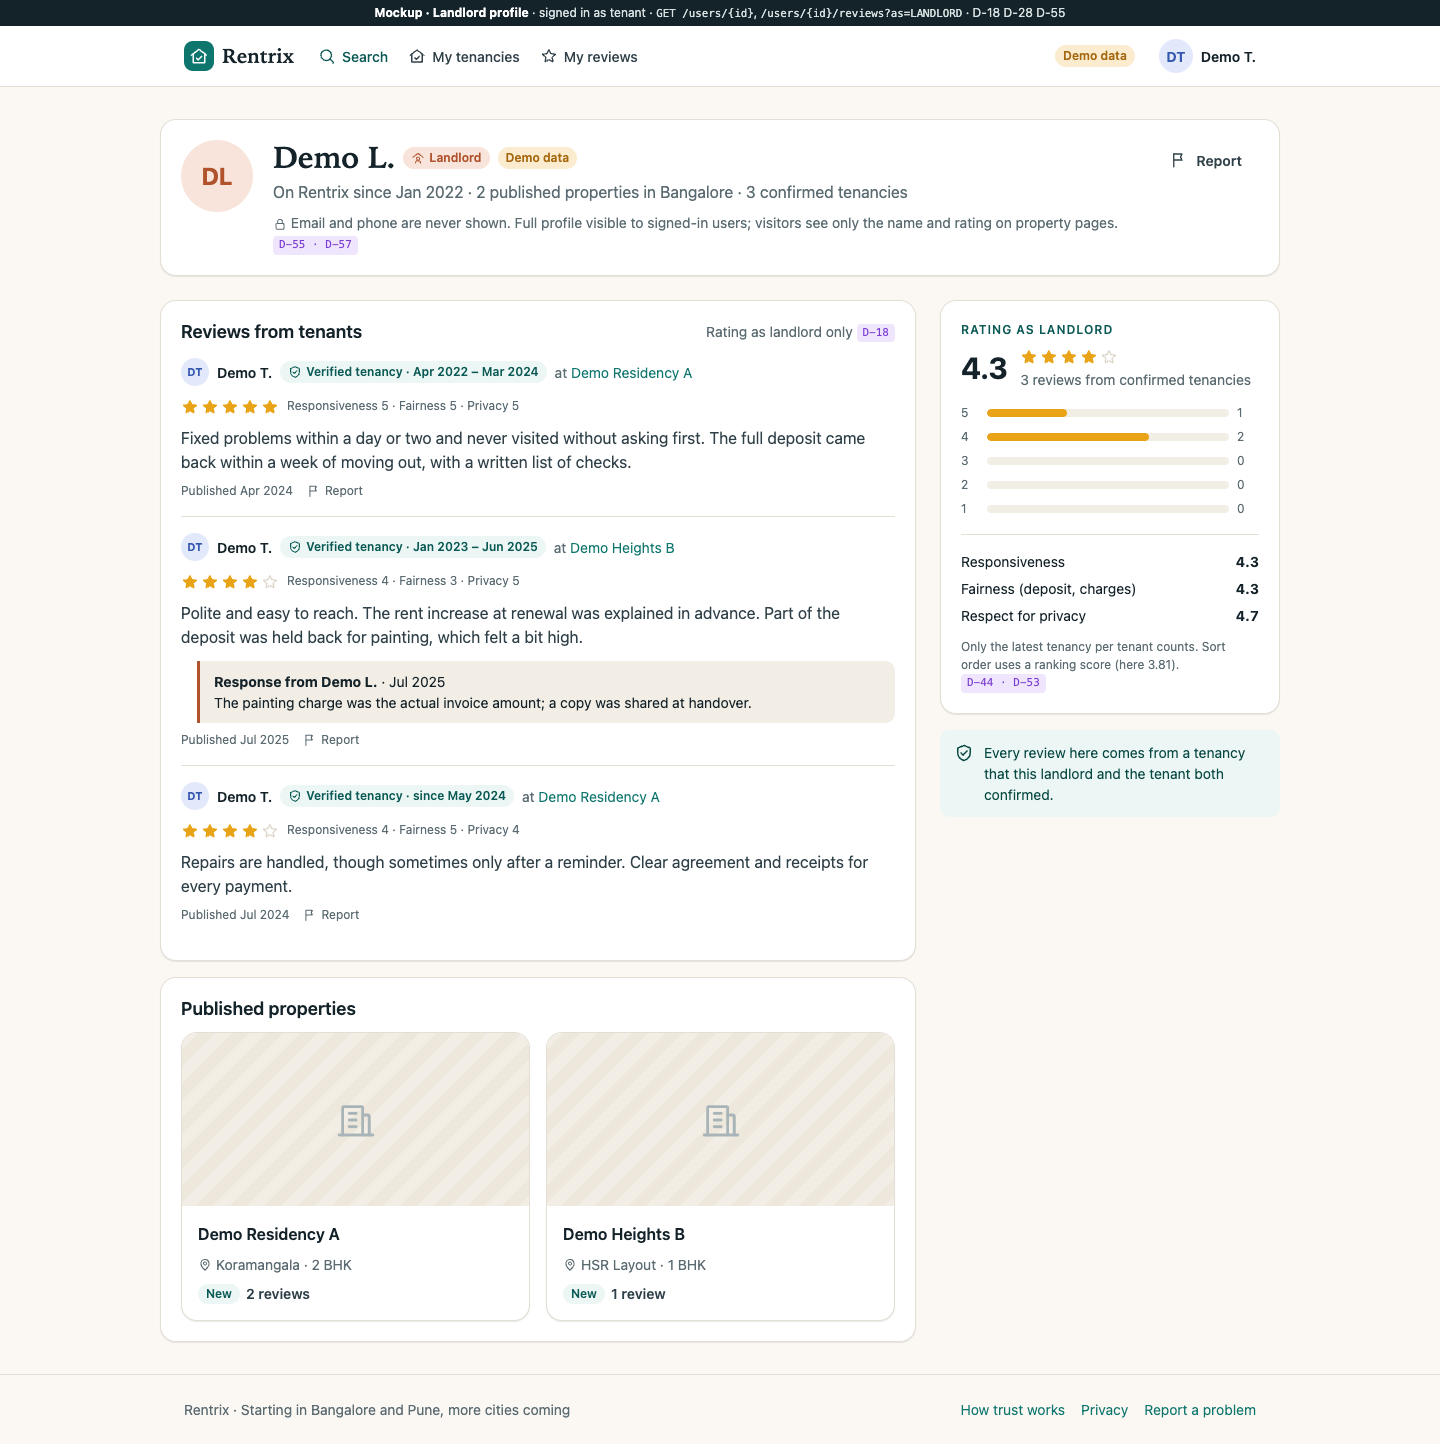 Mockup · Landlord profile · signed in as tenant · GET /users/{id}, /users/{id}/reviews?as=LANDLORD · D-18 D-28 D-55
Rentrix
Search
My tenancies
My reviews
Demo data
DT
Demo T.
DL
Demo L.
Landlord
Demo data
Report
On Rentrix since Jan 2022 · 2 published properties in Bangalore · 3 confirmed tenancies
Email and phone are never shown. Full profile visible to signed-in users; visitors see only the name and rating on property pages.
D-55 · D-57
Reviews from tenants
Rating as landlord only D-18
DT Demo T. Verified tenancy · Apr 2022 – Mar 2024 at Demo Residency A
Responsiveness 5 · Fairness 5 · Privacy 5
Fixed problems within a day or two and never visited without asking first. The full deposit came
back within a week of moving out, with a written list of checks.
Published Apr 2024 Report
DT Demo T. Verified tenancy · Jan 2023 – Jun 2025 at Demo Heights B
Responsiveness 4 · Fairness 3 · Privacy 5
Polite and easy to reach. The rent increase at renewal was explained in advance. Part of the
deposit was held back for painting, which felt a bit high.
Response from Demo L. · Jul 2025
The painting charge was the actual invoice amount; a copy was shared at handover.
Published Jul 2025 Report
DT Demo T. Verified tenancy · since May 2024 at Demo Residency A
Responsiveness 4 · Fairness 5 · Privacy 4
Repairs are handled, though sometimes only after a reminder. Clear agreement and receipts for
every payment.
Published Jul 2024 Report
RATING AS LANDLORD
4.3
3 reviews from confirmed tenancies
5 1
4 2
3 0
2 0
1 0
Responsiveness 4.3
Fairness (deposit, charges) 4.3
Respect for privacy 4.7
Only the latest tenancy per tenant counts. Sort
order uses a ranking score (here 3.81).
D-44 · D-53
Every review here comes from a tenancy
that this landlord and the tenant both
confirmed.
Published properties
Demo Residency A
Koramangala · 2 BHK
New 2 reviews
Demo Heights B
HSR Layout · 1 BHK
New 1 review
Rentrix · Starting in Bangalore and Pune, more cities coming
How trust works
Privacy
Report a problem